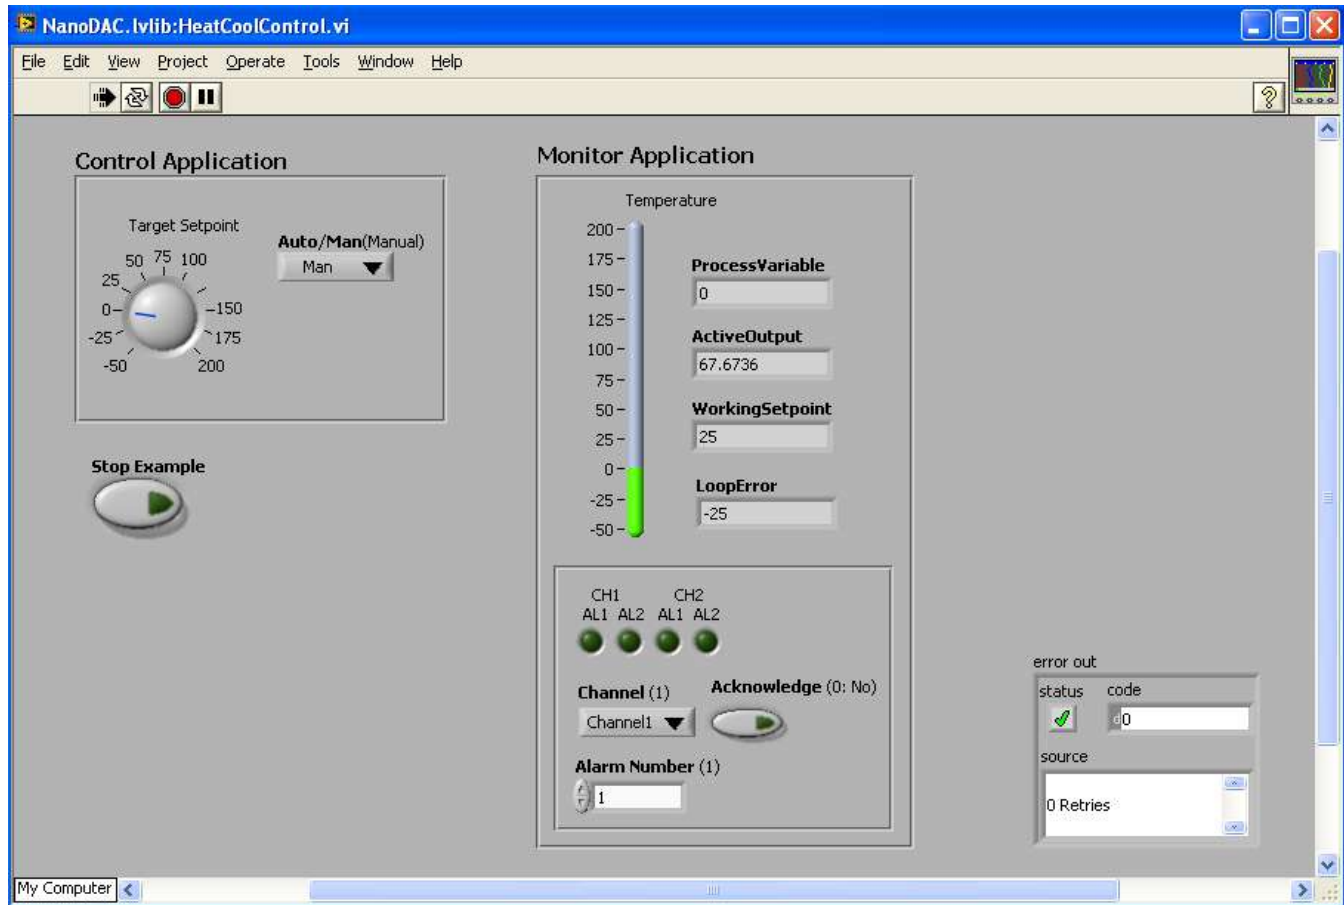 NanoDAC.lvlib:HeatCoolControl.vi
File Edit View Project Operate Tools Window Help
Control Application
Target Setpoint
50 75 100
25
0 150
-25 175
-50 200
Auto/Man(Manual)
Man
Stop Example
Monitor Application
Temperature
200
175
150
125
100
75
50
25
0
-25
-50
ProcessVariable
0
ActiveOutput
67.6736
WorkingSetpoint
25
LoopError
-25
CH1 CH2
AL1 AL2 AL1 AL2
Channel (1)
Channel1
Acknowledge (0: No)
Alarm Number (1)
1
error out
status code
d0
source
0 Retries
My Computer